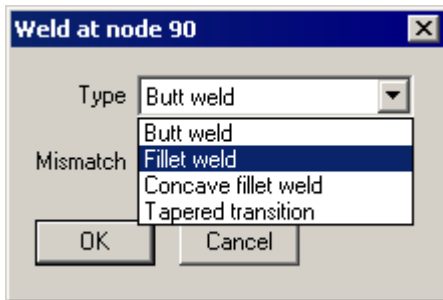 Weld at node 90
Type Butt weld
Butt weld
Mismatch Fillet weld
Concave fillet weld
Tapered transition
OK Cancel